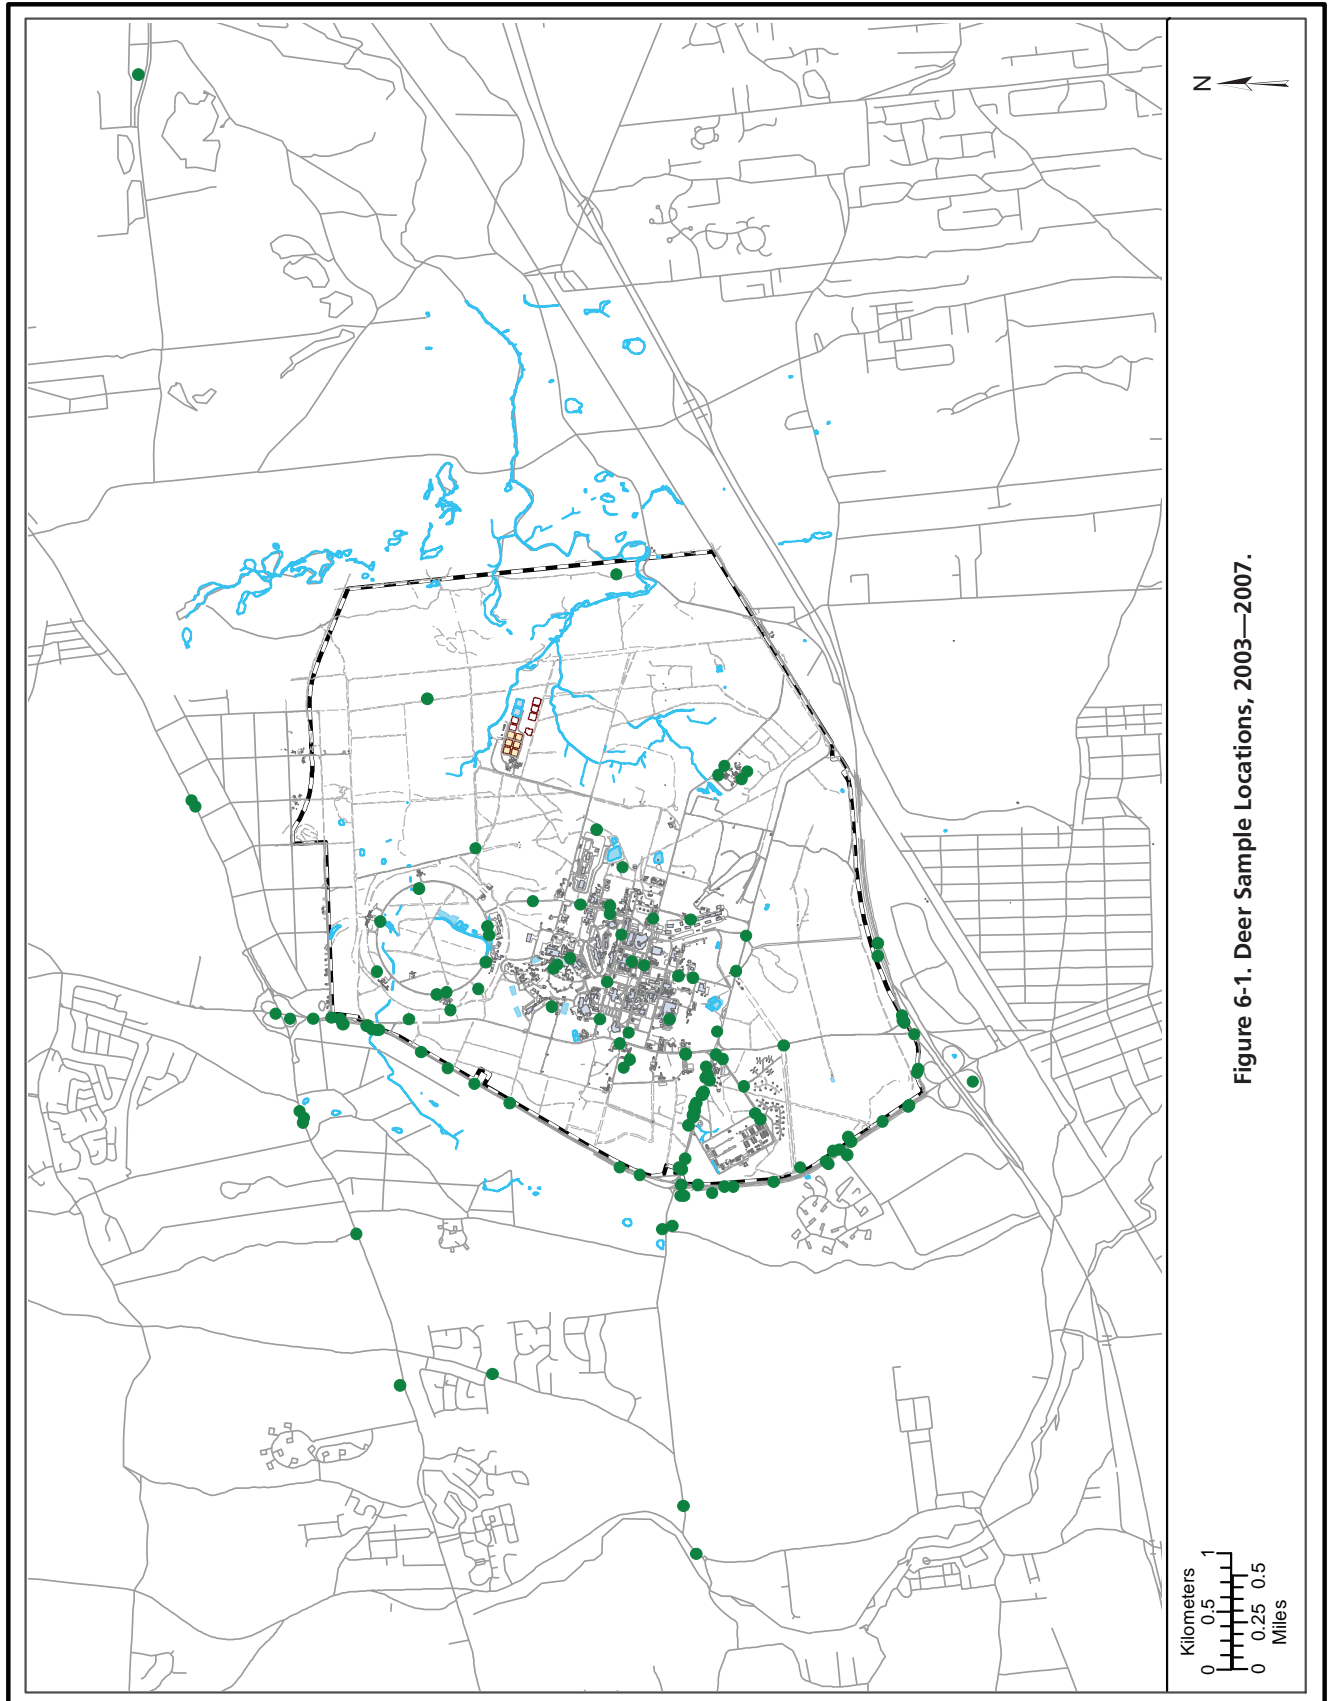 N
Figure 6-1. Deer Sample Locations, 2003—2007.
Kilometers
0 0.5 1
0 0.25 0.5
Miles